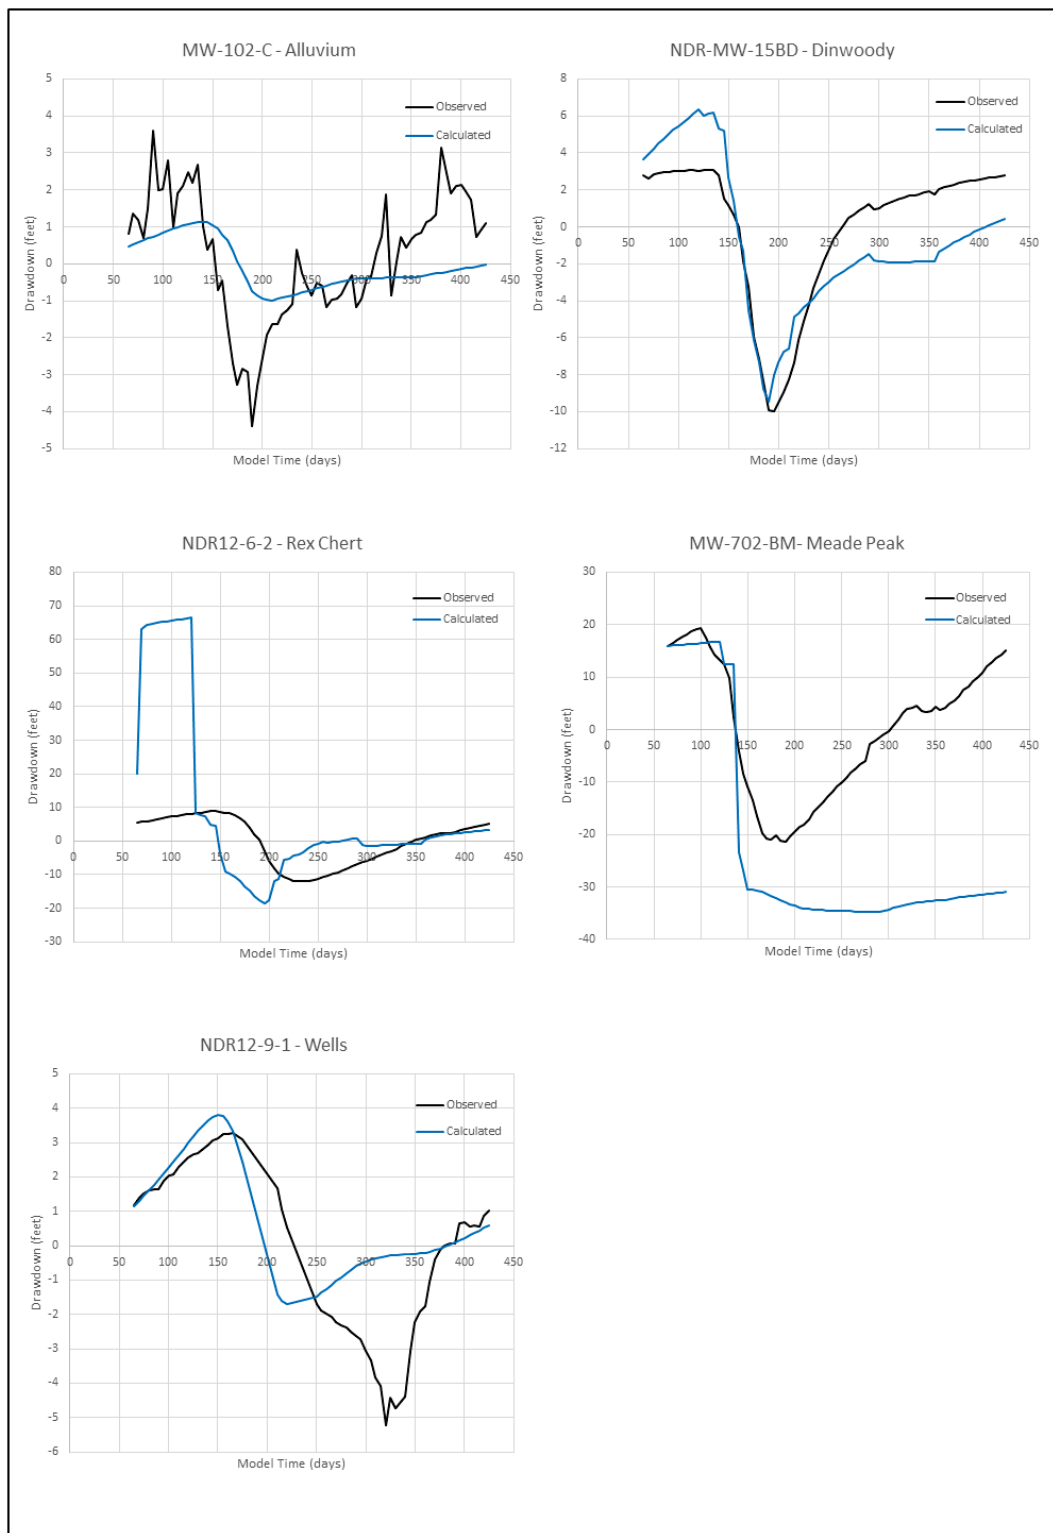 MW-102-C - Alluvium
5
4
3
2
1
0
-1
-2
-3
-4
-5
0 50 100 150 200 250 300 350 400 450
Drawdown (feet)
Model Time (days)
Observed
Calculated
NDR-MW-15BD - Dinwoody
8
6
4
2
0
-2
-4
-6
-8
-10
-12
0 50 100 150 200 250 300 350 400 450
Drawdown (feet)
Model Time (days)
Observed
Calculated
NDR12-6-2 - Rex Chert
80
70
60
50
40
30
20
10
0
-10
-20
-30
0 50 100 150 200 250 300 350 400 450
Drawdown (feet)
Model Time (days)
Observed
Calculated
MW-702-BM- Meade Peak
30
20
10
0
-10
-20
-30
-40
0 50 100 150 200 250 300 350 400 450
Drawdown (feet)
Model Time (days)
Observed
Calculated
NDR12-9-1 - Wells
5
4
3
2
1
0
-1
-2
-3
-4
-5
-6
0 50 100 150 200 250 300 350 400 450
Drawdown (feet)
Model Time (days)
Observed
Calculated